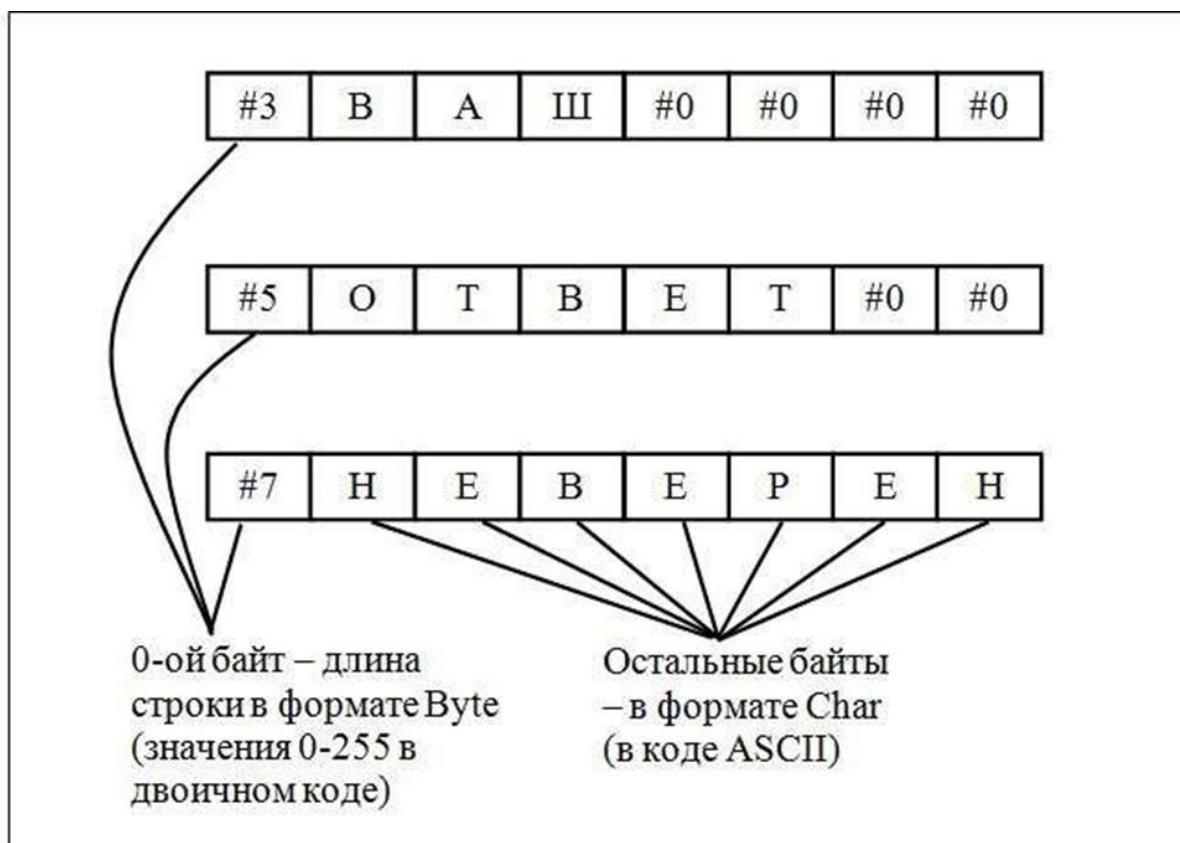 #3 В А Ш #0 #0 #0 #0
#5 О Т В Е Т #0 #0
#7 Н Е В Е Р Е Н
0-ой байт – длина
строки в формате Byte
(значения 0-255 в
двоичном коде)
Остальные байты
– в формате Char
(в коде ASCII)